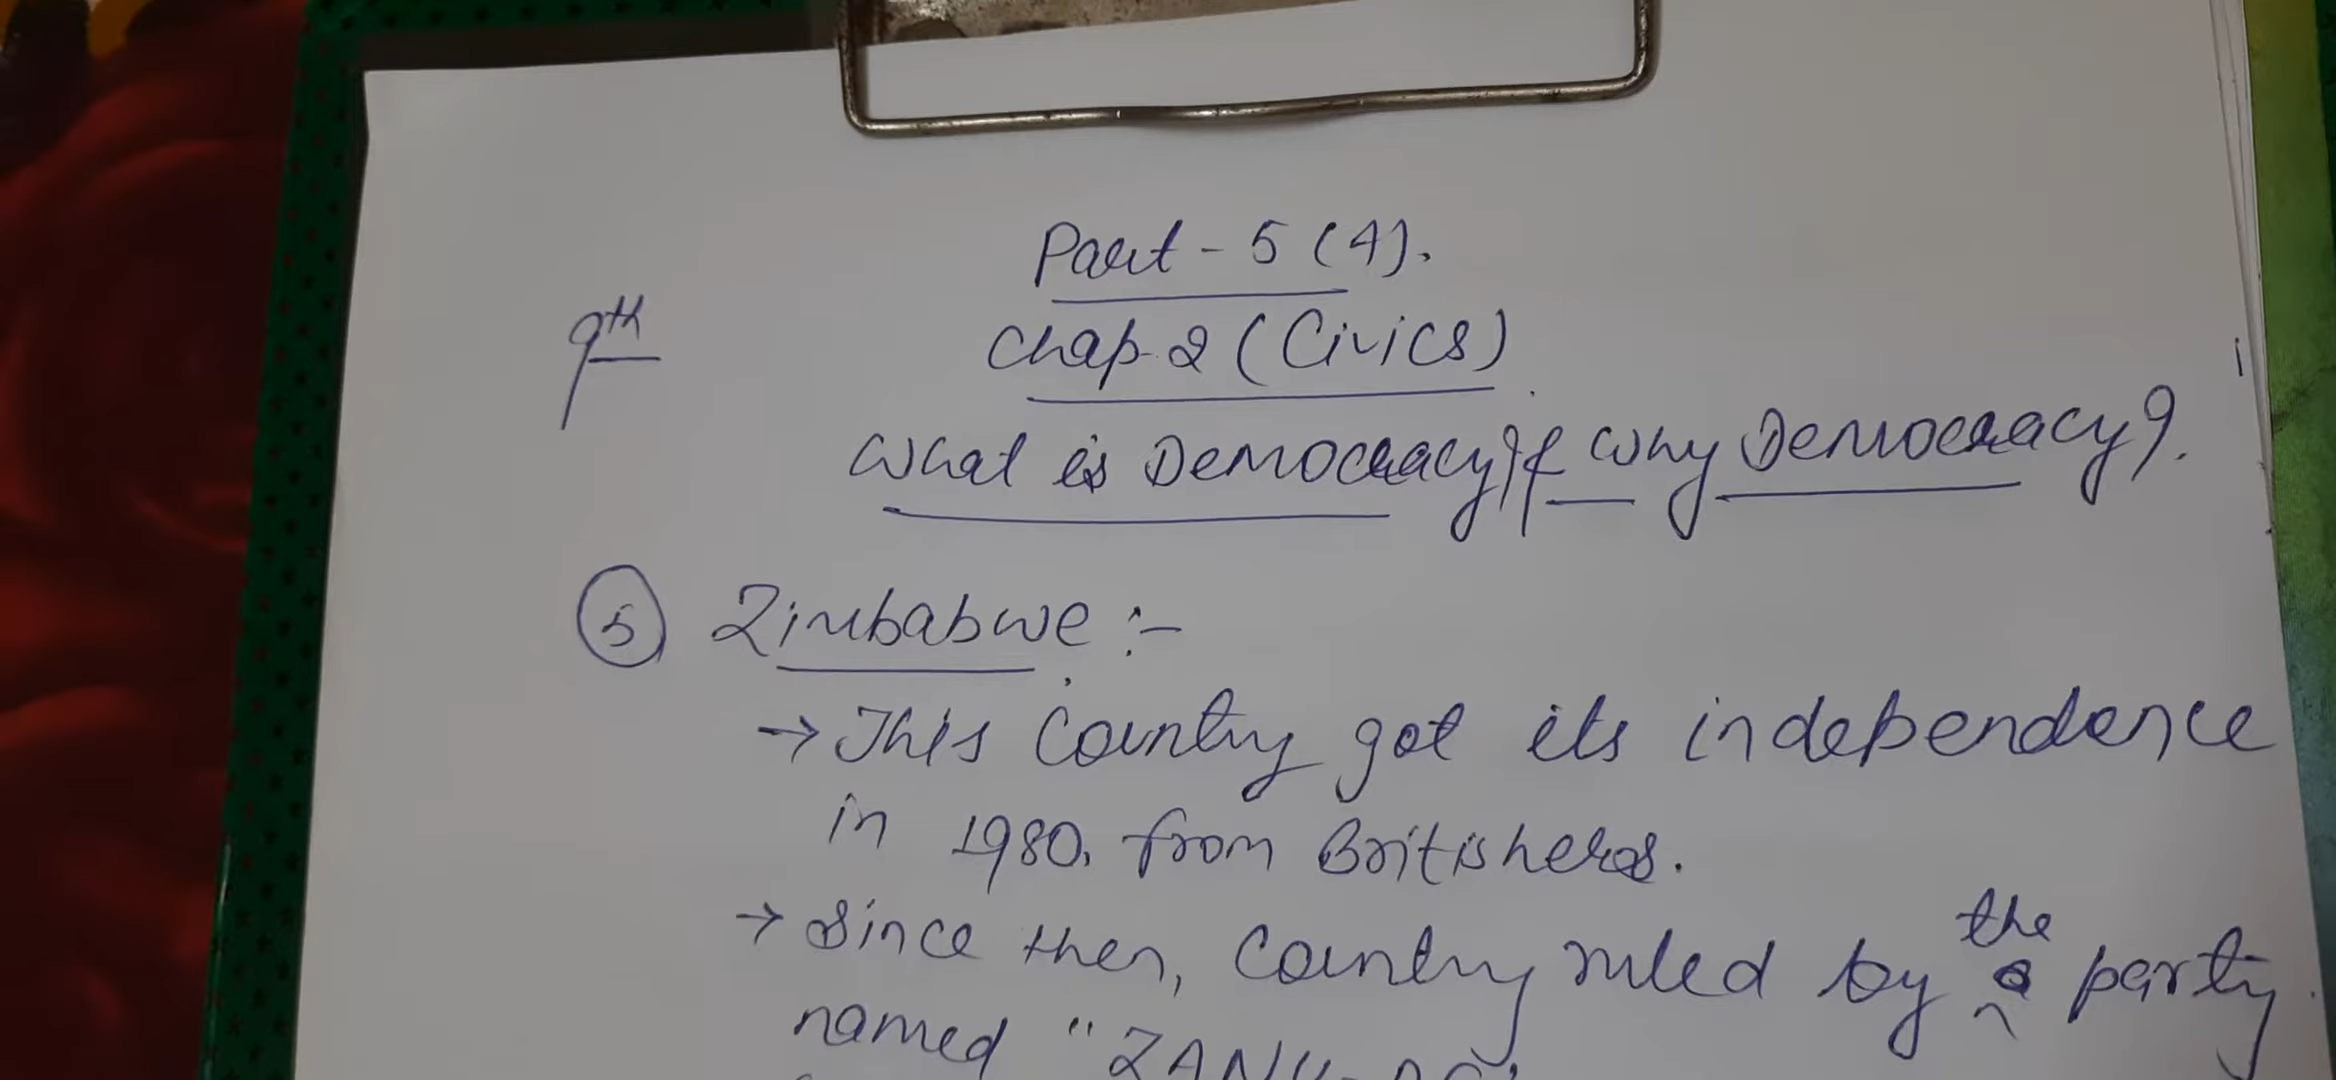 Part - 5 (4).
9th
Chap-2 (Civics)
What is Democracy? & Why Democracy?.
5 Zimbabwe :-
→ This Country got its independence
in 1980, from Britishers.
→ Since then, Country ruled by the party
named "ZANU-